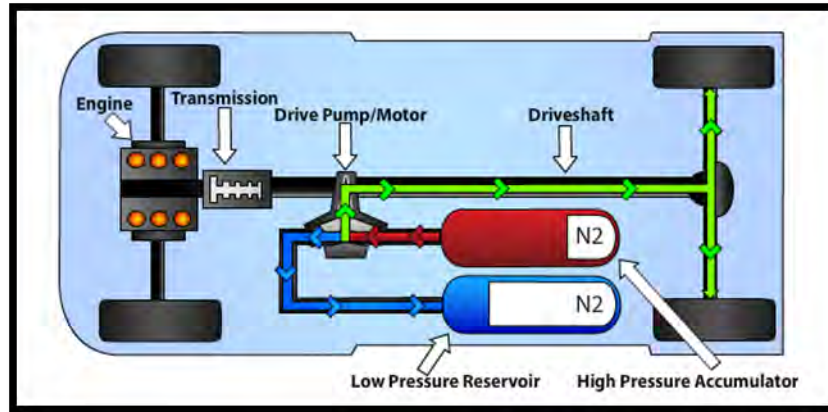 Engine
Transmission
Drive Pump/Motor
Driveshaft
N2
N2
Low Pressure Reservoir
High Pressure Accumulator